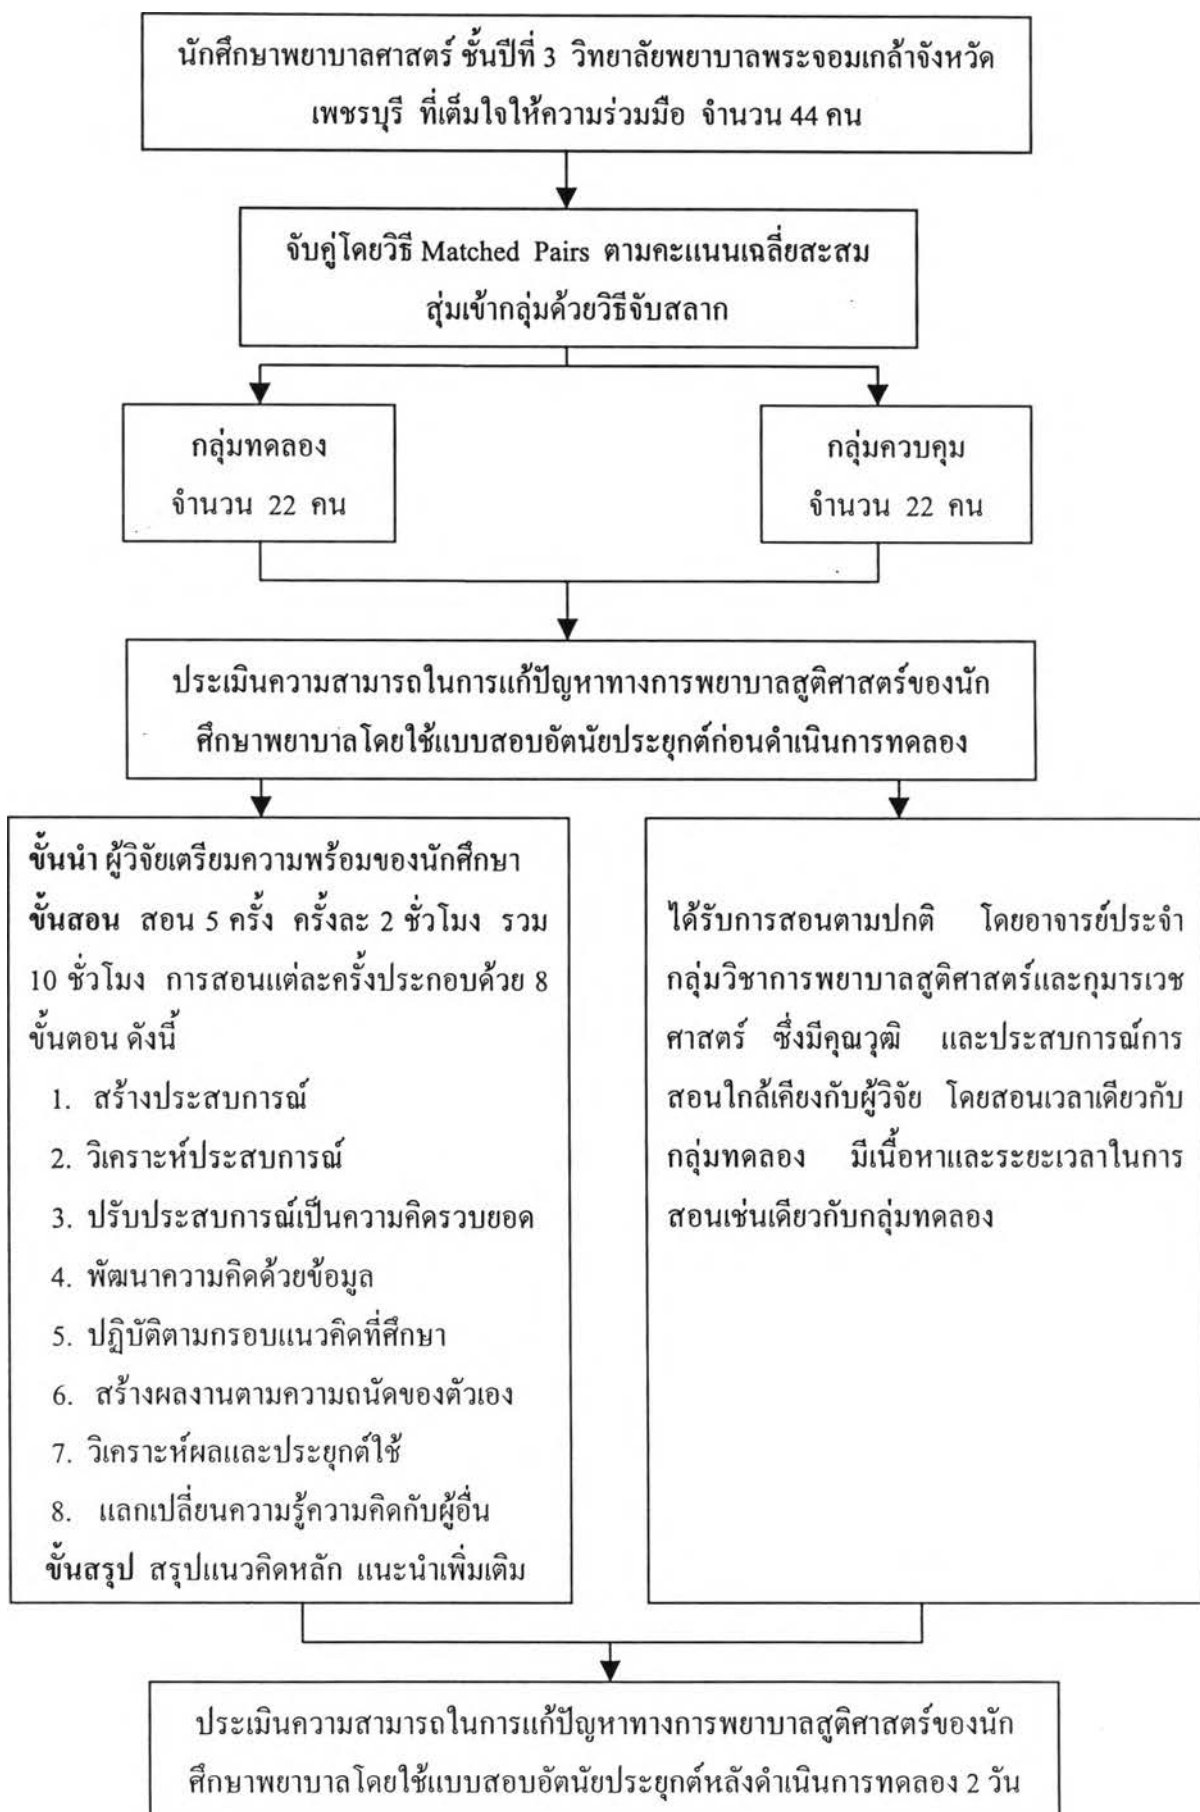 นักศึกษาพยาบาลศาสตร์ ชั้นปีที่ 3 วิทยาลัยพยาบาลพระจอมเกล้าจังหวัด
เพชรบุรี ที่เต็มใจให้ความร่วมมือ จำนวน 44 คน
จับคู่โดยวิธี Matched Pairs ตามคะแนนเฉลี่ยสะสม
สุ่มเข้ากลุ่มด้วยวิธีจับสลาก
กลุ่มทดลอง
จำนวน 22 คน
กลุ่มควบคุม
จำนวน 22 คน
ประเมินความสามารถในการแก้ปัญหาทางการพยาบาลสูติศาสตร์ของนัก
ศึกษาพยาบาลโดยใช้แบบสอบอัตนัยประยุกต์ก่อนดำเนินการทดลอง
ขั้นนำ ผู้วิจัยเตรียมความพร้อมของนักศึกษา
ขั้นสอน สอน 5 ครั้ง ครั้งละ 2 ชั่วโมง รวม
10 ชั่วโมง การสอนแต่ละครั้งประกอบด้วย 8
ขั้นตอน ดังนี้
1. สร้างประสบการณ์
2. วิเคราะห์ประสบการณ์
3. ปรับประสบการณ์เป็นความคิดรวบยอด
4. พัฒนาความคิดด้วยข้อมูล
5. ปฏิบัติตามกรอบแนวคิดที่ศึกษา
6. สร้างผลงานตามความถนัดของตัวเอง
7. วิเคราะห์ผลและประยุกต์ใช้
8. แลกเปลี่ยนความรู้ความคิดกับผู้อื่น
ขั้นสรุป สรุปแนวคิดหลัก แนะนำเพิ่มเติม
ได้รับการสอนตามปกติ โดยอาจารย์ประจำ
กลุ่มวิชาการพยาบาลสูติศาสตร์และกุมารเวช
ศาสตร์ ซึ่งมีคุณวุฒิ และประสบการณ์การ
สอนใกล้เคียงกับผู้วิจัย โดยสอนเวลาเดียวกับ
กลุ่มทดลอง มีเนื้อหาและระยะเวลาในการ
สอนเช่นเดียวกับกลุ่มทดลอง
ประเมินความสามารถในการแก้ปัญหาทางการพยาบาลสูติศาสตร์ของนัก
ศึกษาพยาบาลโดยใช้แบบสอบอัตนัยประยุกต์หลังดำเนินการทดลอง 2 วัน